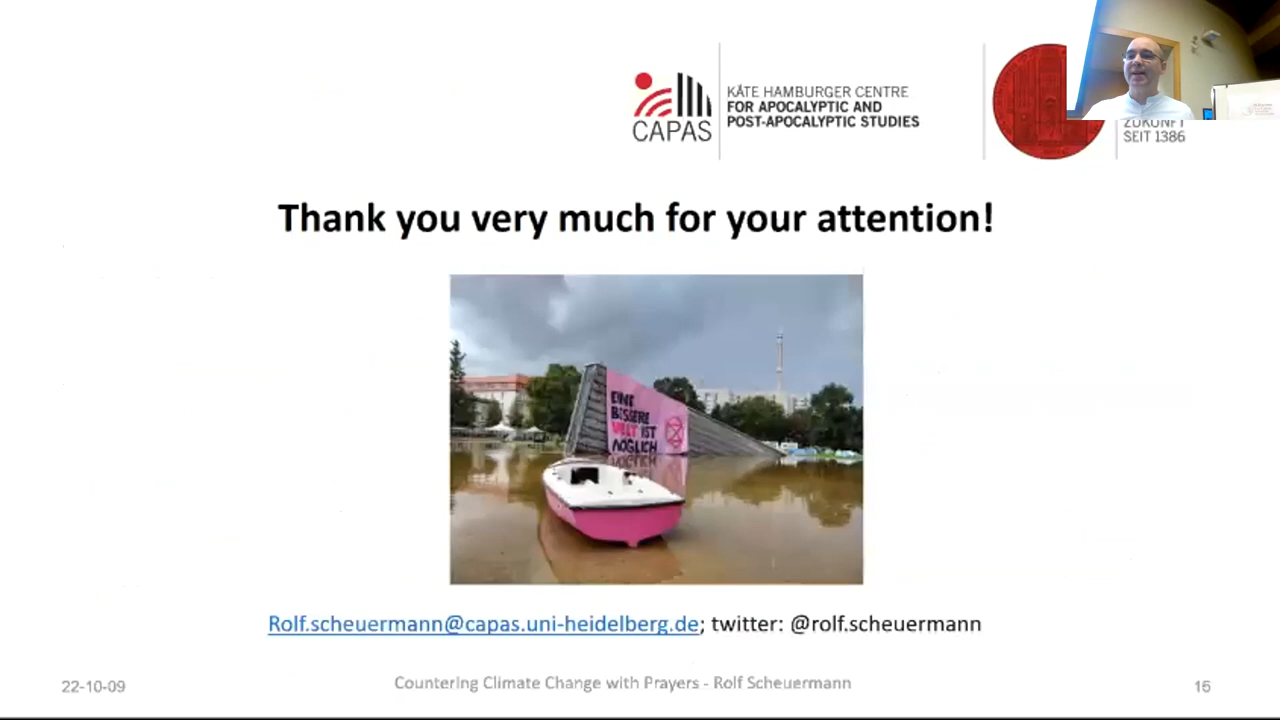 CAPAS
KÄTE HAMBURGER CENTRE
FOR APOCALYPTIC AND
POST-APOCALYPTIC STUDIES
ZUKUNFT
SEIT 1386
Thank you very much for your attention!
EINE
BESSERE
WELT IST
MÖGLICH
Rolf.scheuermann@capas.uni-heidelberg.de; twitter: @rolf.scheuermann
22-10-09
Countering Climate Change with Prayers - Rolf Scheuermann
15